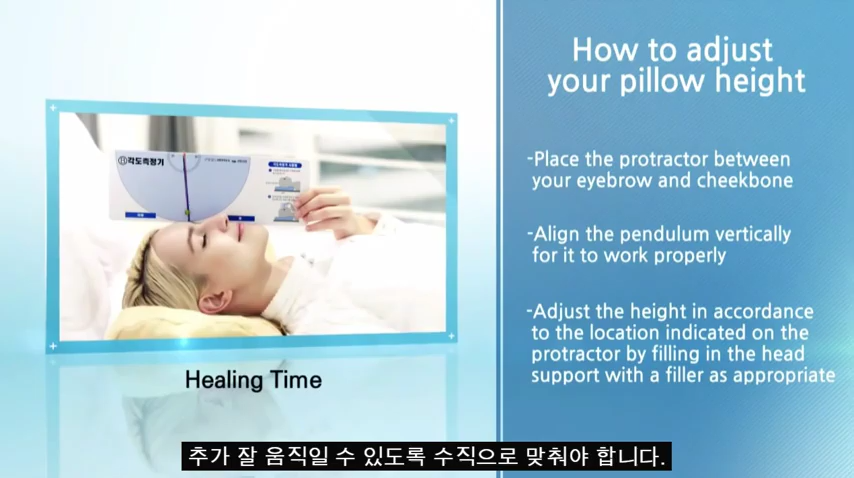 How to adjust
your pillow height
ⓗ각도측정기
-Place the protractor between
your eyebrow and cheekbone
-Align the pendulum vertically
for it to work properly
-Adjust the height in accordance
to the location indicated on the
protractor by filling in the head
support with a filler as appropriate
Healing Time
추가 잘 움직일 수 있도록 수직으로 맞춰야 합니다.